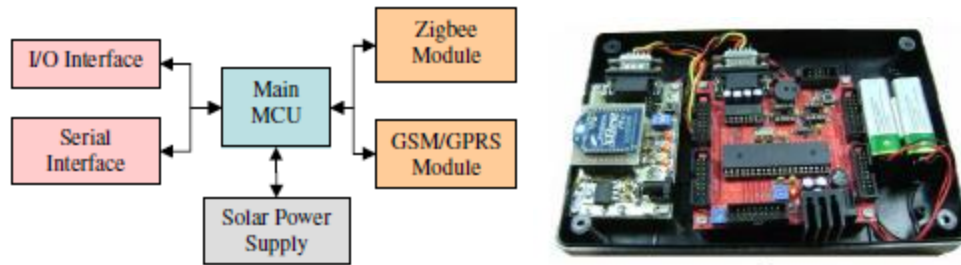 I/O Interface
Serial
Interface
Main
MCU
Zigbee
Module
GSM/GPRS
Module
Solar Power
Supply